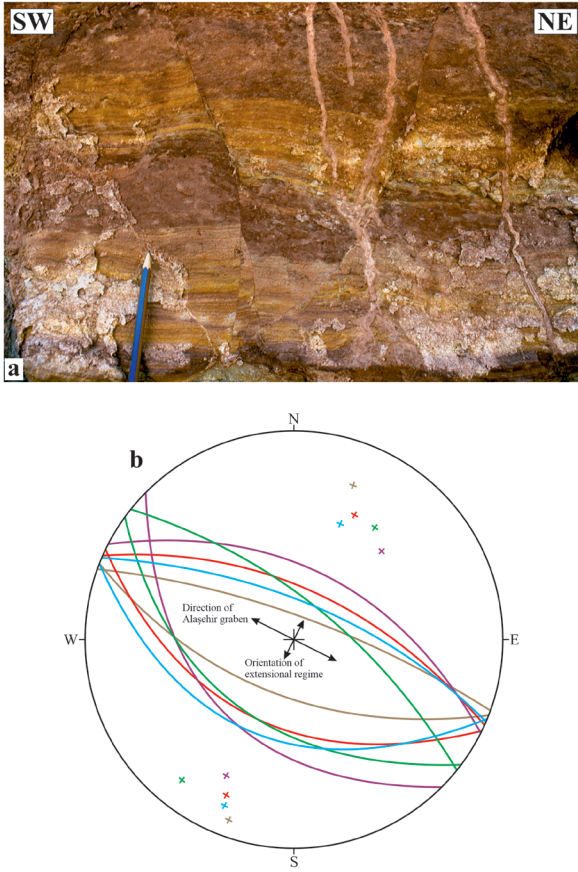 SW
NE
a
N
b
Direction of
Alaşehir graben
W
E
Orientation of
extensional regime
S